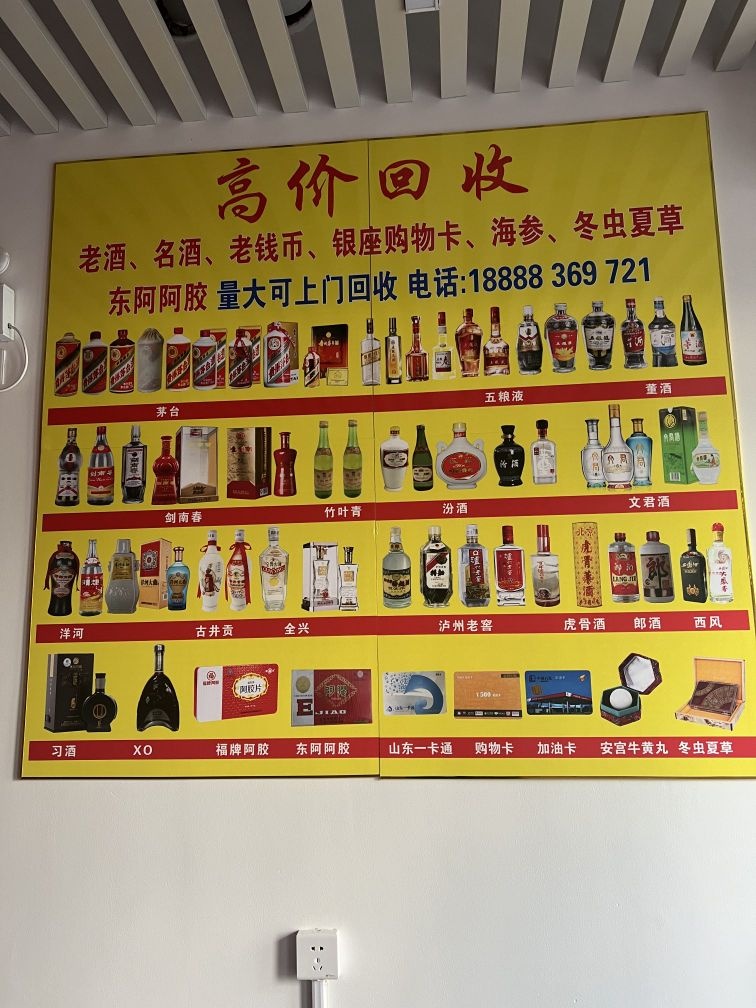 高价回收
老酒、名酒、老钱币、银座购物卡、海参、冬虫夏草
东阿阿胶 量大可上门回收 电话:18888 369 721
茅台 五粮液 董酒
剑南春 竹叶青 汾酒 文君酒
洋河 古井贡 全兴 泸州老窖 虎骨酒 郎酒 西风
阿胶片
习酒 XO 福牌阿胶 东阿阿胶 山东一卡通 购物卡 加油卡 安宫牛黄丸 冬虫夏草